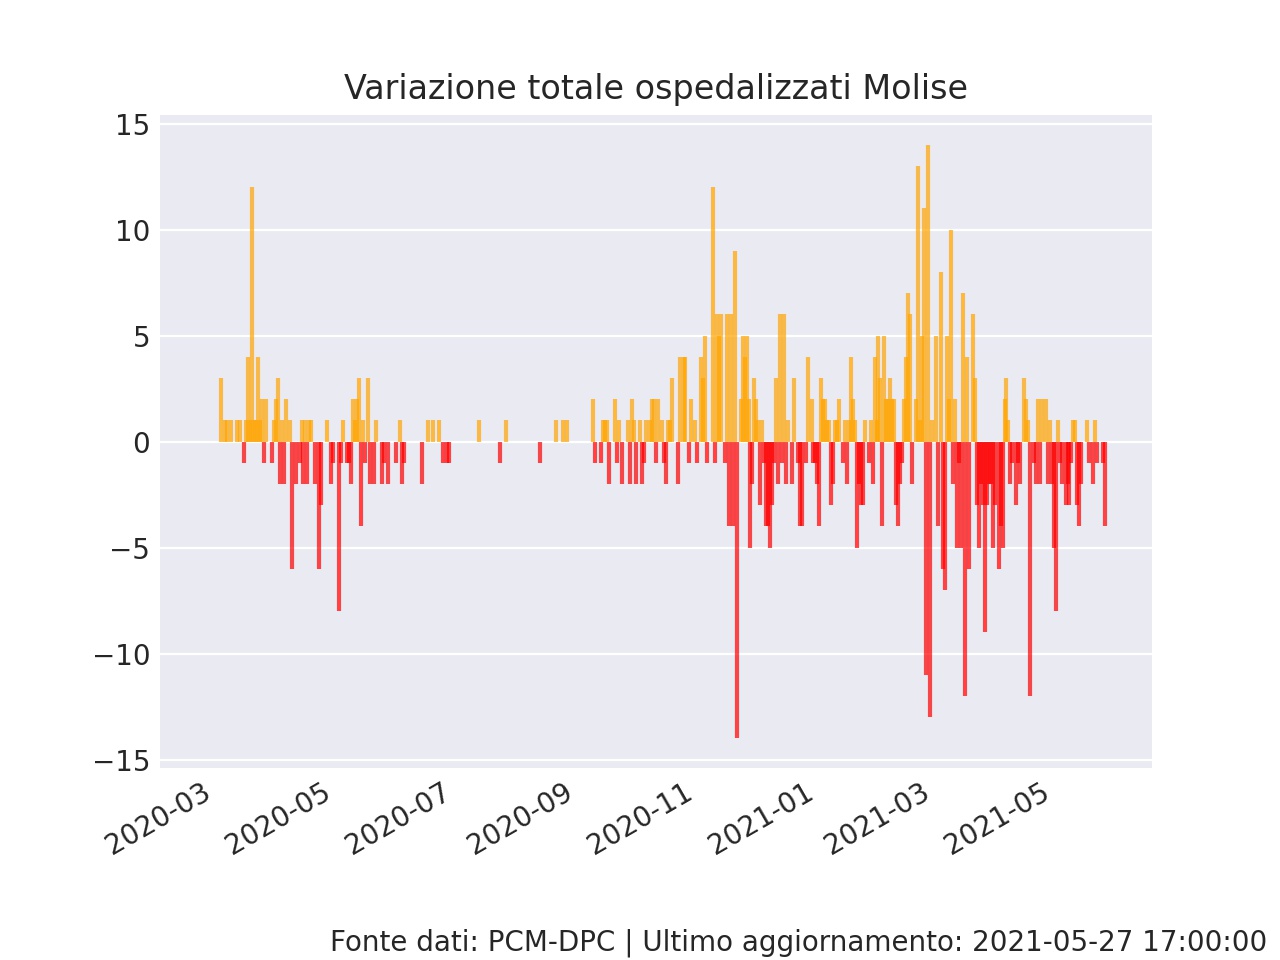 Variazione totale ospedalizzati Molise
15
10
5
0
−5
−10
−15
2020-03 2020-05 2020-07 2020-09 2020-11 2021-01 2021-03 2021-05
Fonte dati: PCM-DPC | Ultimo aggiornamento: 2021-05-27 17:00:00